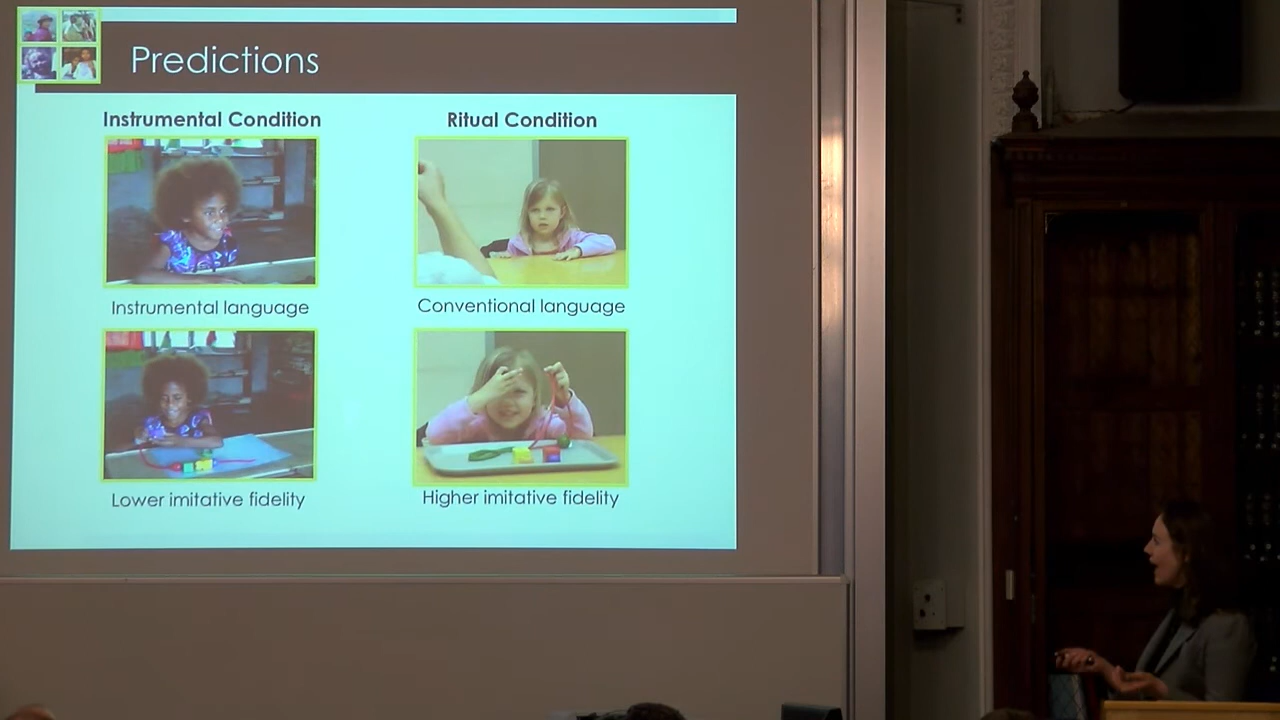 Predictions
Instrumental Condition
Ritual Condition
Instrumental language
Conventional language
Lower imitative fidelity
Higher imitative fidelity